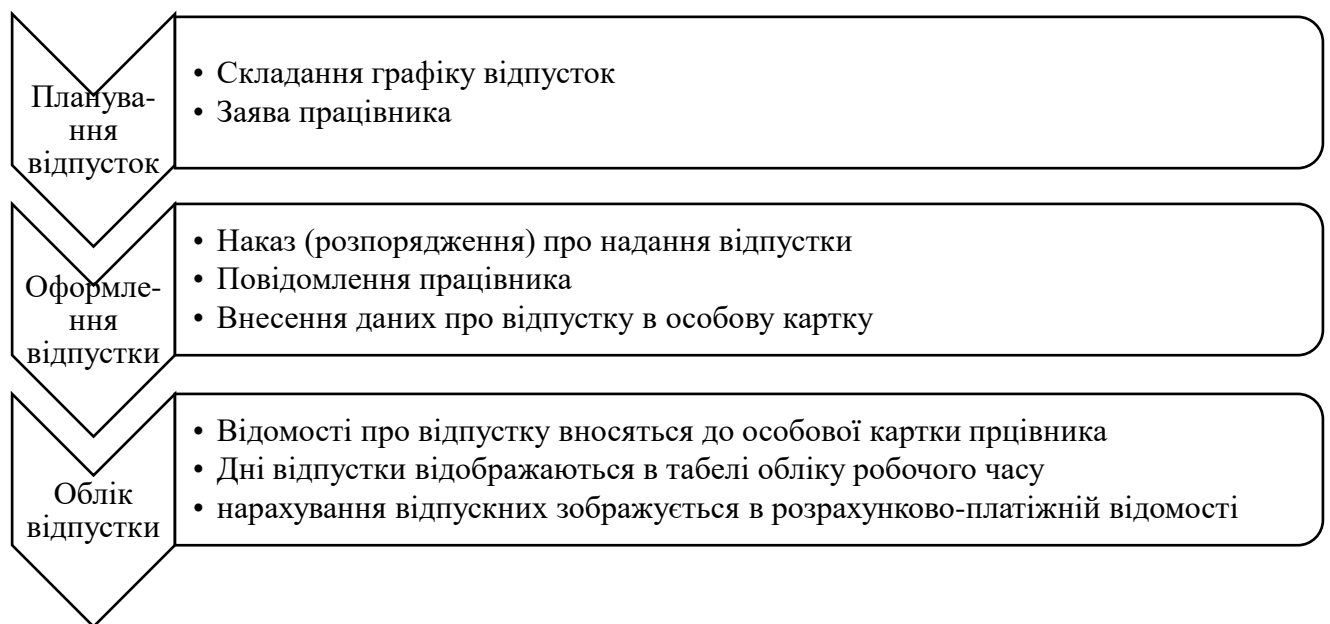 Планува-
ння
відпусток
• Складання графіку відпусток
• Заява працівника
Оформле-
ння
відпустки
• Наказ (розпорядження) про надання відпустки
• Повідомлення працівника
• Внесення даних про відпустку в особову картку
Облік
відпустки
• Відомості про відпустку вносяться до особової картки прцівника
• Дні відпустки відображаються в табелі обліку робочого часу
• нарахування відпускних зображується в розрахунково-платіжній відомості